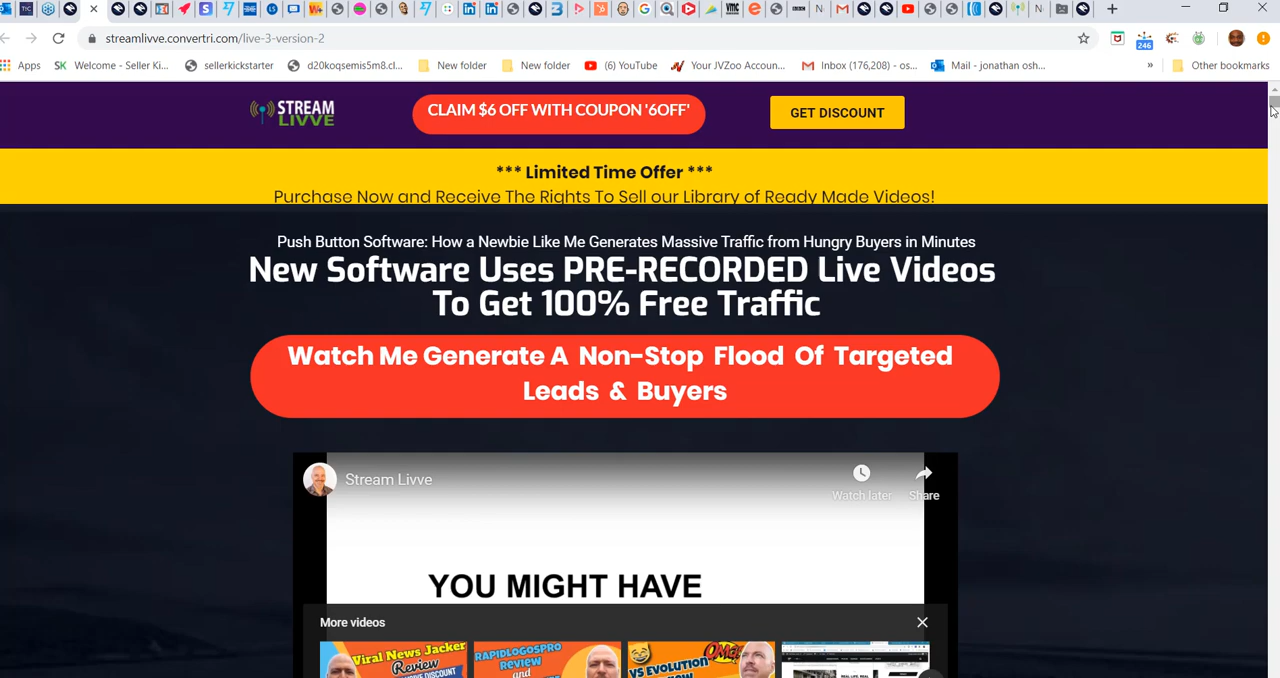 streamlivve.convertri.com/live-3-version-2
246
Apps
SK Welcome - Seller Ki...
sellerkickstarter
d20koqsemis5m8.cl...
New folder
New folder
(6) YouTube
Your JVZoo Accoun...
Inbox (176,208) - os...
Mail - jonathan osh...
»
Other bookmarks
STREAM
LIVVE
CLAIM $6 OFF WITH COUPON '6OFF'
GET DISCOUNT
*** Limited Time Offer ***
Purchase Now and Receive The Rights To Sell our Library of Ready Made Videos!
Push Button Software: How a Newbie Like Me Generates Massive Traffic from Hungry Buyers in Minutes
New Software Uses PRE-RECORDED Live Videos
To Get 100% Free Traffic
Watch Me Generate A Non-Stop Flood Of Targeted
Leads & Buyers
Stream Livve
Watch later
Share
YOU MIGHT HAVE
More videos
Viral News Jacker
Review
RAPIDLOGOSPRO
REVIEW
and
OMG!
VS EVOLUTION